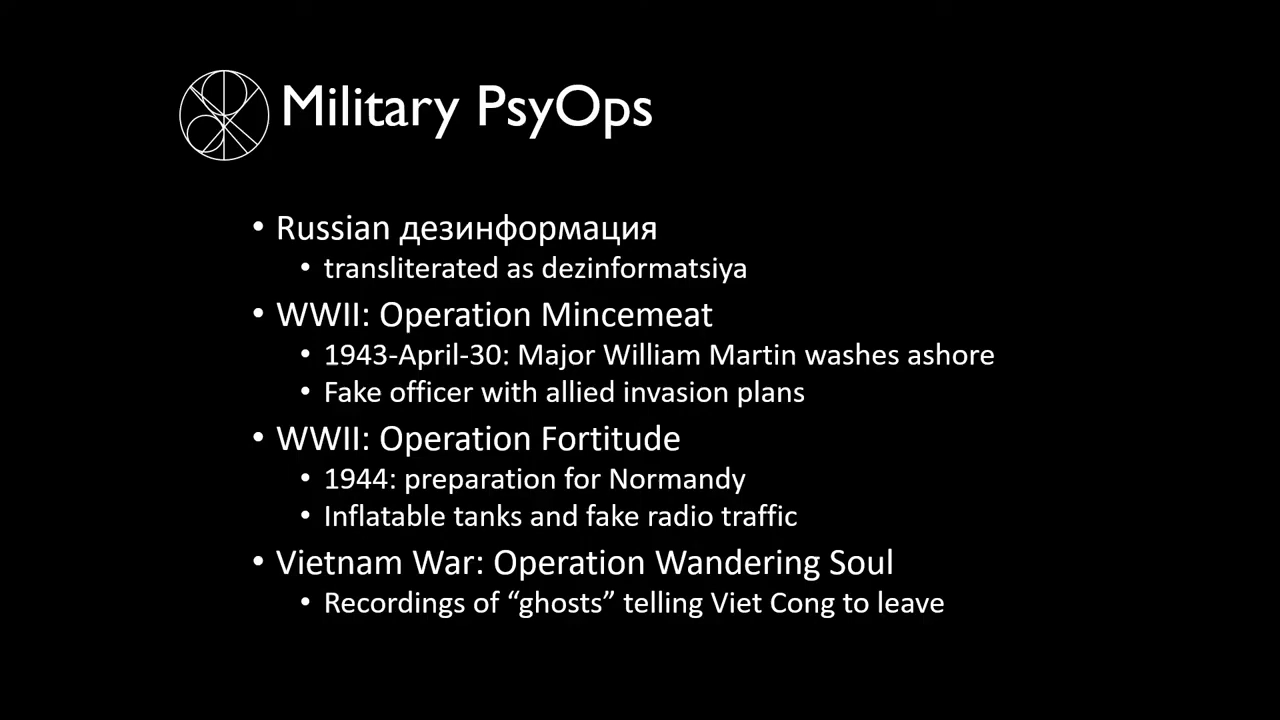 Military PsyOps
• Russian дезинформация
• transliterated as dezinformatsiya
• WWII: Operation Mincemeat
• 1943-April-30: Major William Martin washes ashore
• Fake officer with allied invasion plans
• WWII: Operation Fortitude
• 1944: preparation for Normandy
• Inflatable tanks and fake radio traffic
• Vietnam War: Operation Wandering Soul
• Recordings of “ghosts” telling Viet Cong to leave